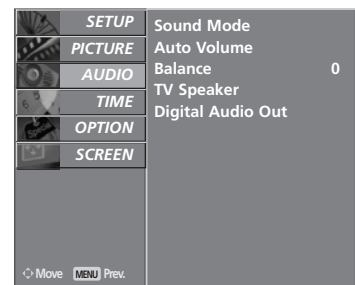 SETUP
PICTURE
AUDIO
TIME
OPTION
SCREEN
Sound Mode
Auto Volume
Balance 0
TV Speaker
Digital Audio Out
Move MENU Prev.